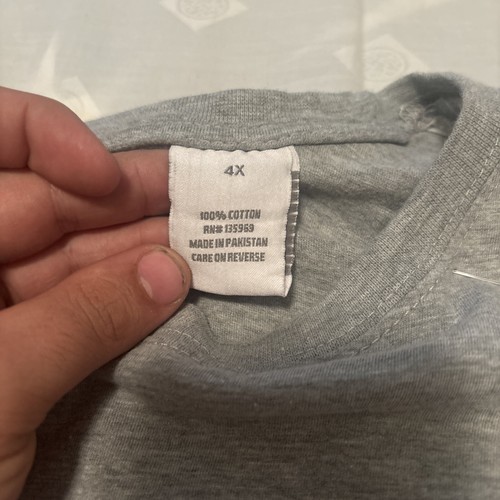 4X
100% COTTON
RN# 135969
MADE IN PAKISTAN
CARE ON REVERSE